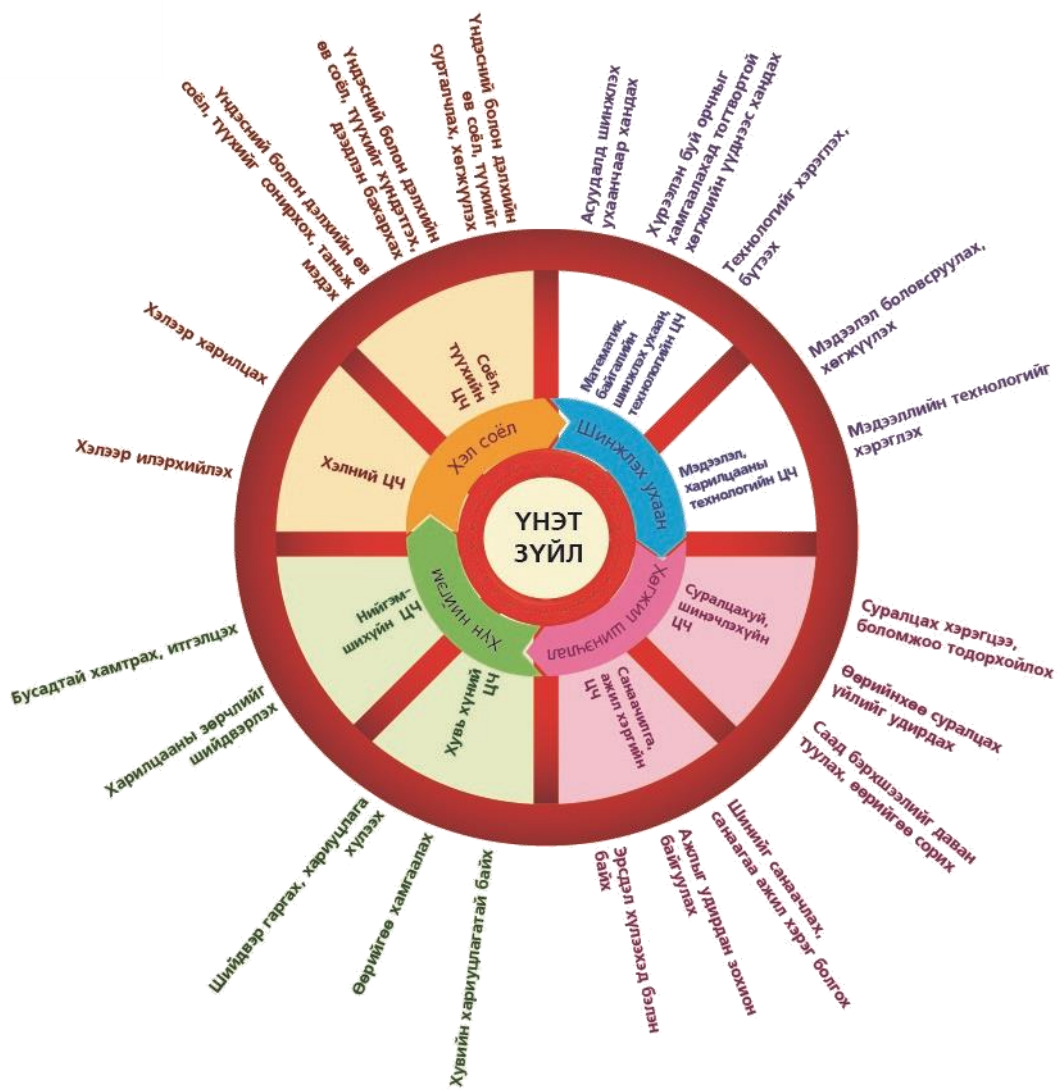 ҮНЭТ
ЗҮЙЛ
Шинжлэх ухаан
Хөгжил шинэчлал
Хүн нийгэм
Хэл соёл
Математик,
байгалийн
шинжлэх ухаан,
технологийн ЦЧ
Мэдээлэл,
харилцааны
технологийн ЦЧ
Суралцахуй,
шинэчлэхүйн
ЦЧ
Санаачилга,
ажил хэргийн
ЦЧ
Хувь хүний
ЦЧ
Нийгэм-
шихүйн ЦЧ
Хэлний ЦЧ
Соёл,
түүхийн
ЦЧ
Асуудалд шинжлэх
ухаанчаар хандах
Хүрээлэн буй орчныг
хамгаалахад тогтвортой
хөгжлийн үүднээс хандах
Технологийг хэрэглэх,
бүтээх
Мэдээлэл боловсруулах,
хөгжүүлэх
Мэдээллийн технологийг
хэрэглэх
Суралцах хэрэгцээ,
боломжоо тодорхойлох
Өөрийнхөө суралцах
үйлийг удирдах
Саад бэрхшээлийг даван
туулах, өөрийгөө сорих
Шинийг санаачлах,
санаагаа ажил хэрэг болгох
Ажлыг удирдан зохион
байгуулах
Эрсдэл хүлээхэд бэлэн
байх
Хувийн хариуцлагатай байх
Өөрийгөө хамгаалах
Шийдвэр гаргах, хариуцлага
хүлээх
Харилцааны зөрчлийг
шийдвэрлэх
Бусадтай хамтрах, итгэлцэх
Хэлээр илэрхийлэх
Хэлээр харилцах
Үндэсний болон дэлхийн өв
соёл, түүхийг сонирхох, таньж
мэдэх
Үндэсний болон дэлхийн
өв соёл, түүхийг хүндэтгэх,
дээдлэн бахархах
Үндэсний болон дэлхийн
өв соёл, түүхийг
сурталчлах, хөгжүүлэх